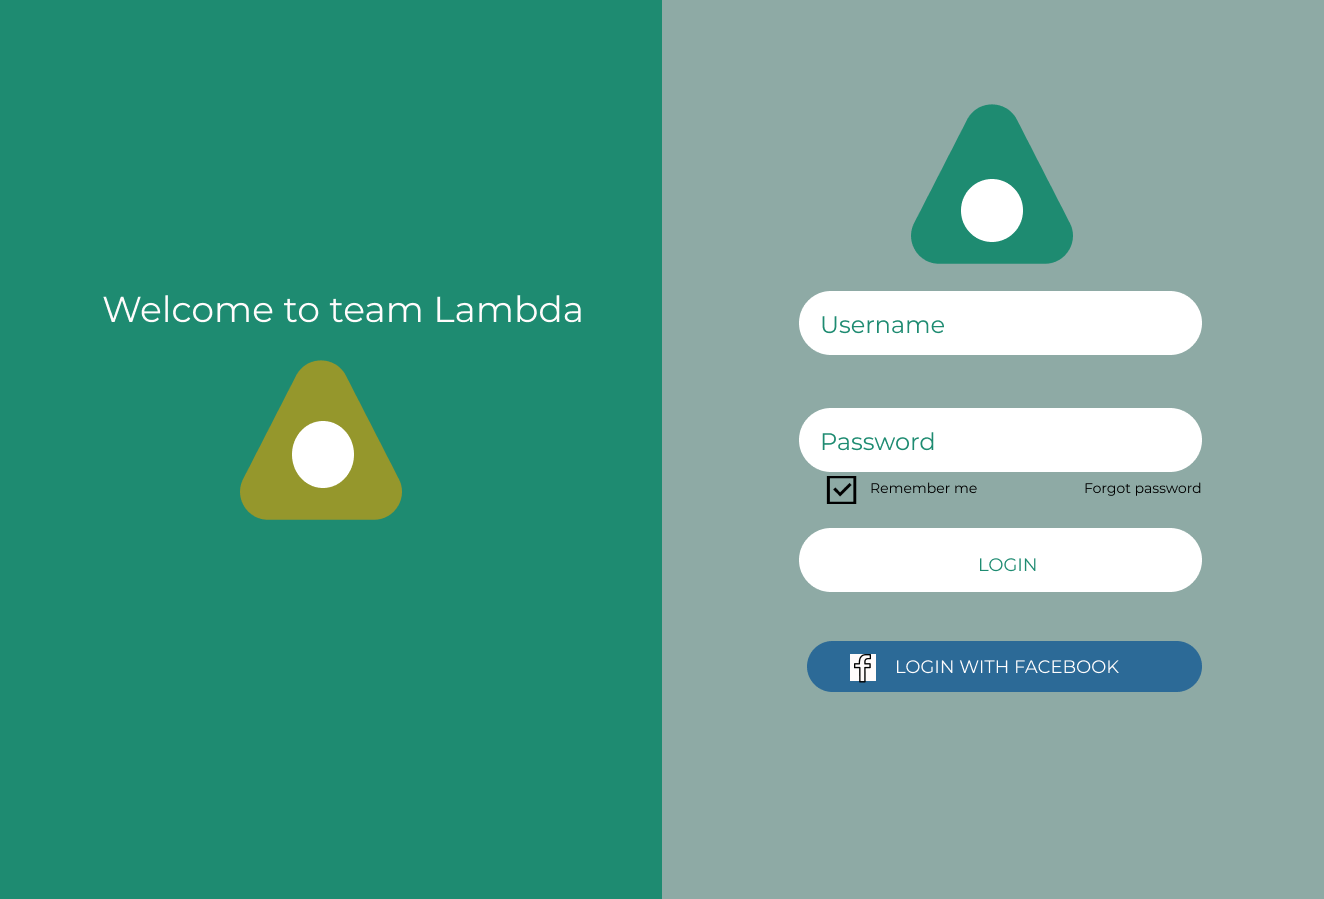 Welcome to team Lambda
Username
Password
Remember me
Forgot password
LOGIN
LOGIN WITH FACEBOOK